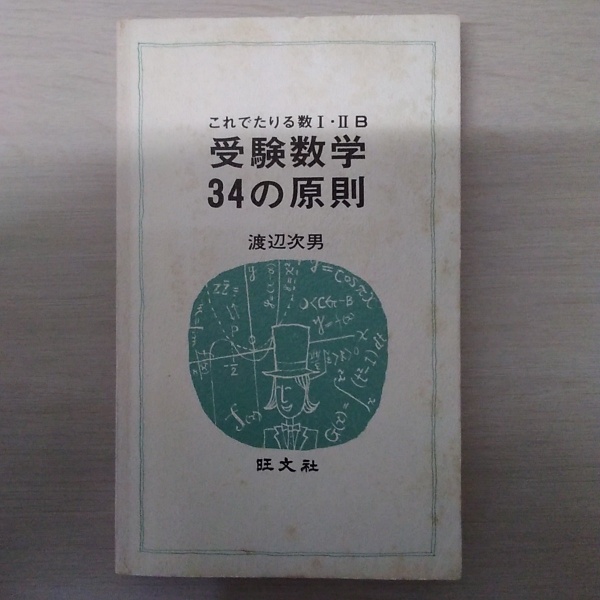 これでたりる数Ⅰ・ⅡB
受験数学
34の原則
渡辺次男
f(x)
旺文社